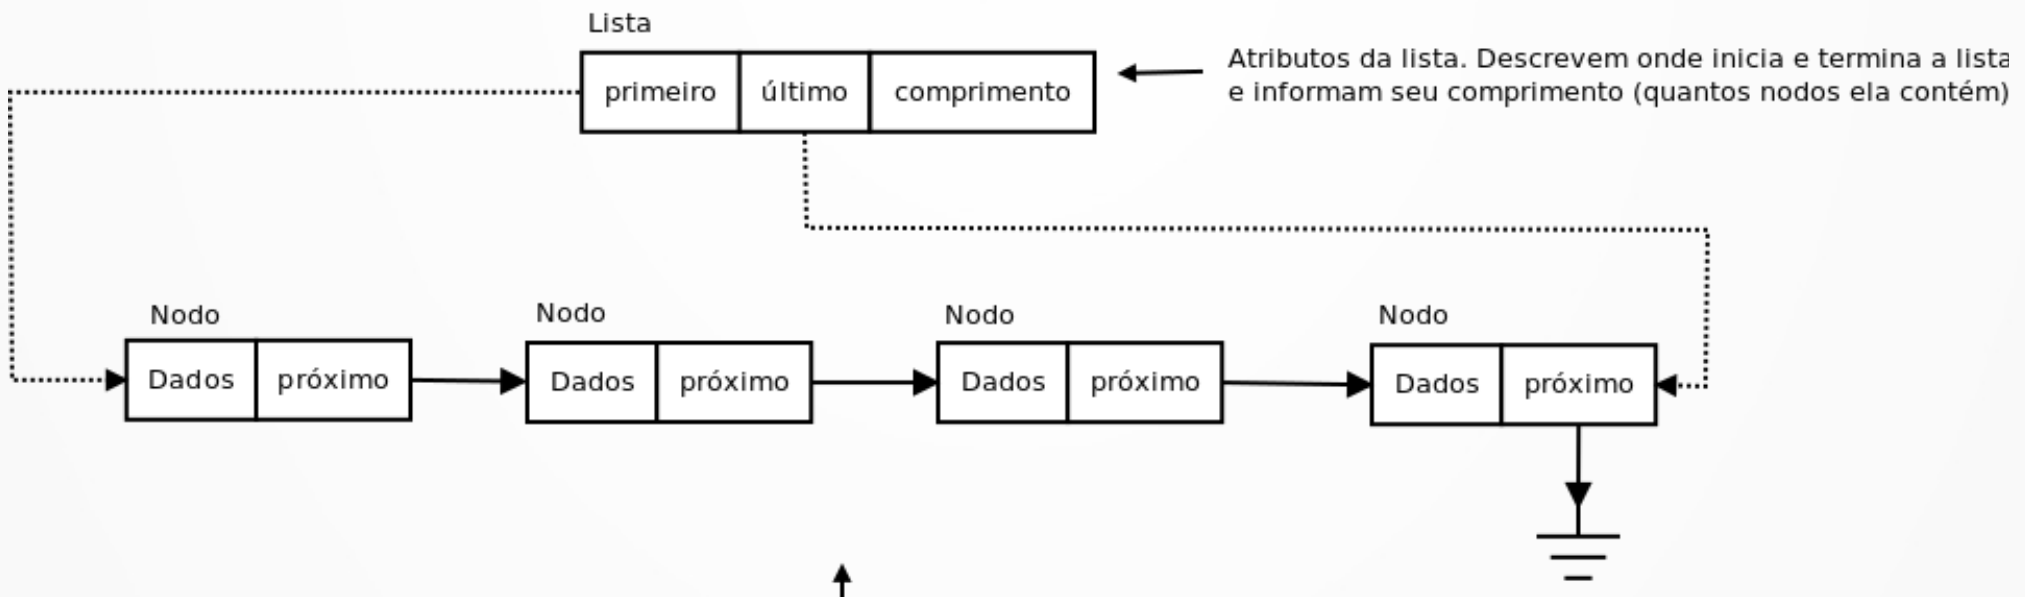 Lista
primeiro último comprimento
Atributos da lista. Descrevem onde inicia e termina a lista
e informam seu comprimento (quantos nodos ela contém)
Nodo Nodo Nodo Nodo
Dados próximo Dados próximo Dados próximo Dados próximo